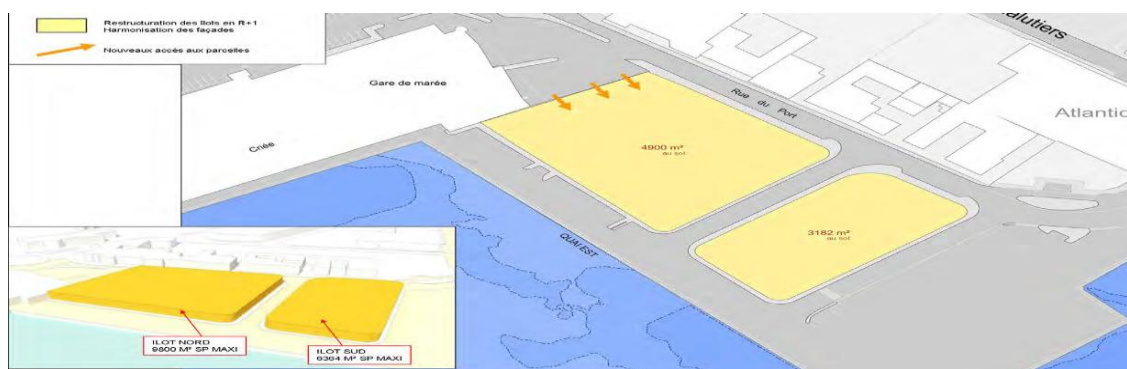 Restructuration des îlots en R+1
Harmonisation des façades
Nouveaux accès aux parcelles
alutiers
Gare de marée
Rue du Port
Atlantic
Criée
4900 m²
au sol
3182 m²
au sol
QUAI EST
ILOT NORD
9800 M² SP MAXI
ILOT SUD
6364 M² SP MAXI